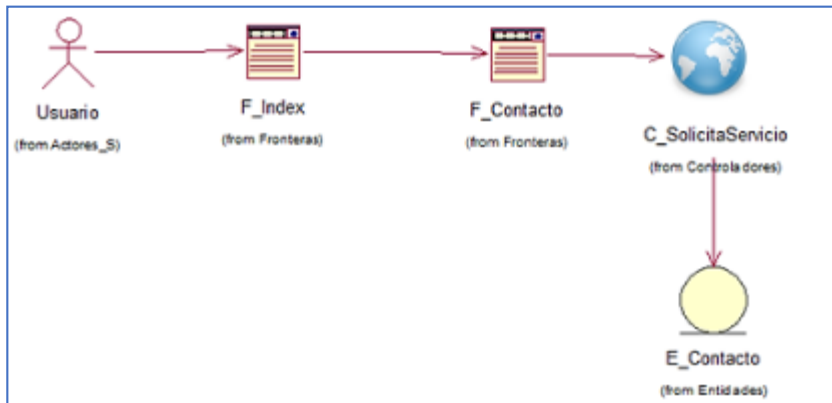 Usuario
(from Actores_S)
F_Index
(from Fronteras)
F_Contacto
(from Fronteras)
C_SolicitaServicio
(from Controladores)
E_Contacto
(from Entidades)